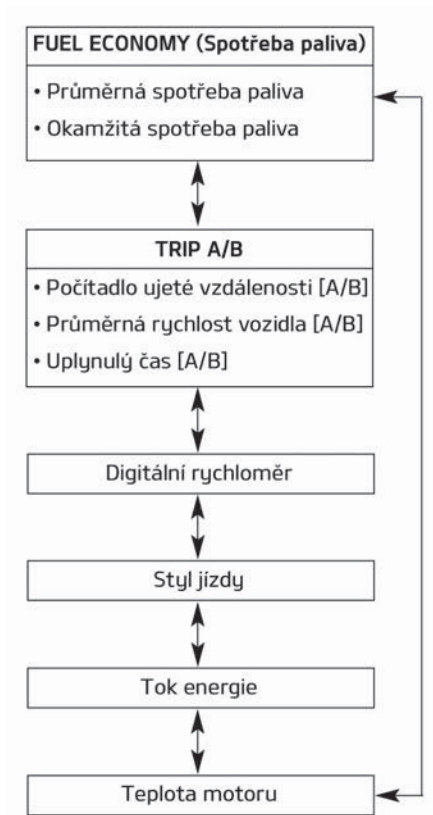 FUEL ECONOMY (Spotřeba paliva)
• Průměrná spotřeba paliva
• Okamžitá spotřeba paliva
TRIP A/B
• Počítadlo ujeté vzdálenosti [A/B]
• Průměrná rychlost vozidla [A/B]
• Uplynulý čas [A/B]
Digitální rychloměr
Styl jízdy
Tok energie
Teplota motoru